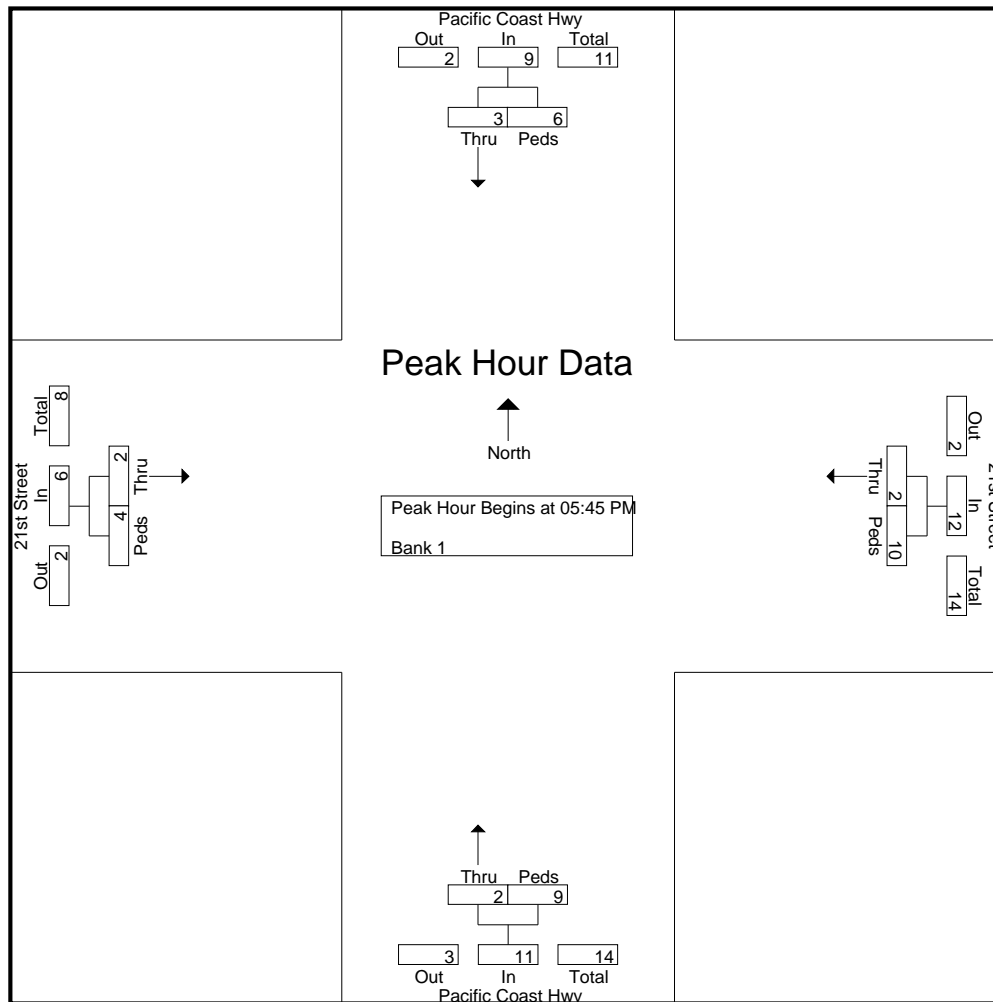 Pacific Coast Hwy
Out In Total
2 9 11
3 6
Thru Peds
Peak Hour Data
North
Peak Hour Begins at 05:45 PM
Bank 1
21st Street
Total In Out
8 6 2
2 4
Thru Peds
21st Street
Out In Total
2 12 14
2 10
Thru Peds
Thru Peds
2 9
3 11 14
Out In Total
Pacific Coast Hwy